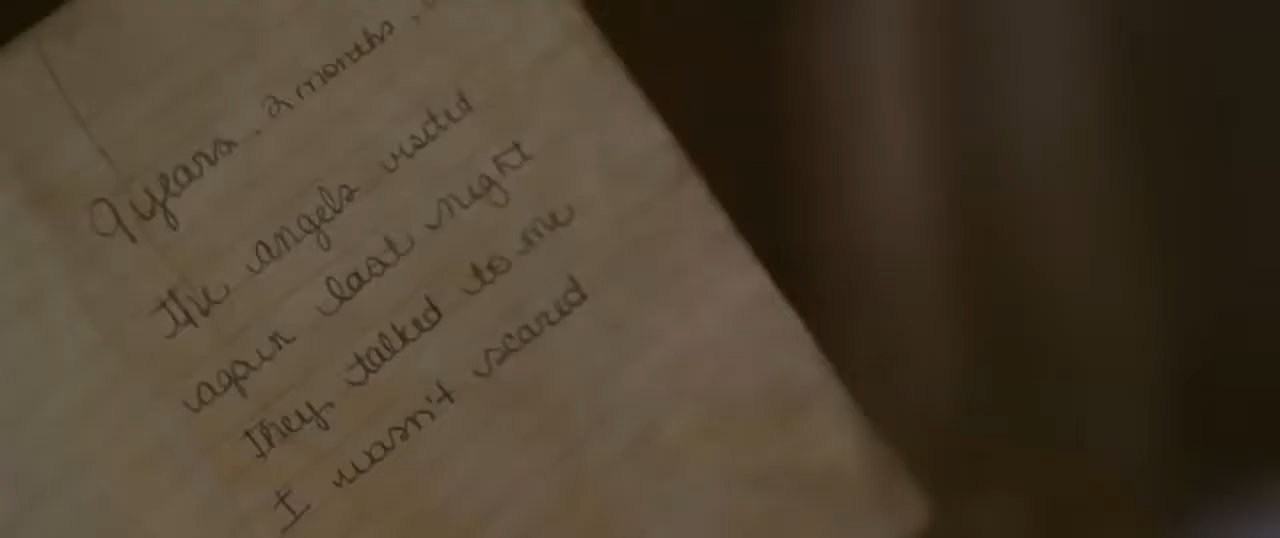 9 years, 2 months,
The angels visited
again last night
They talked to me
I wasn't scared